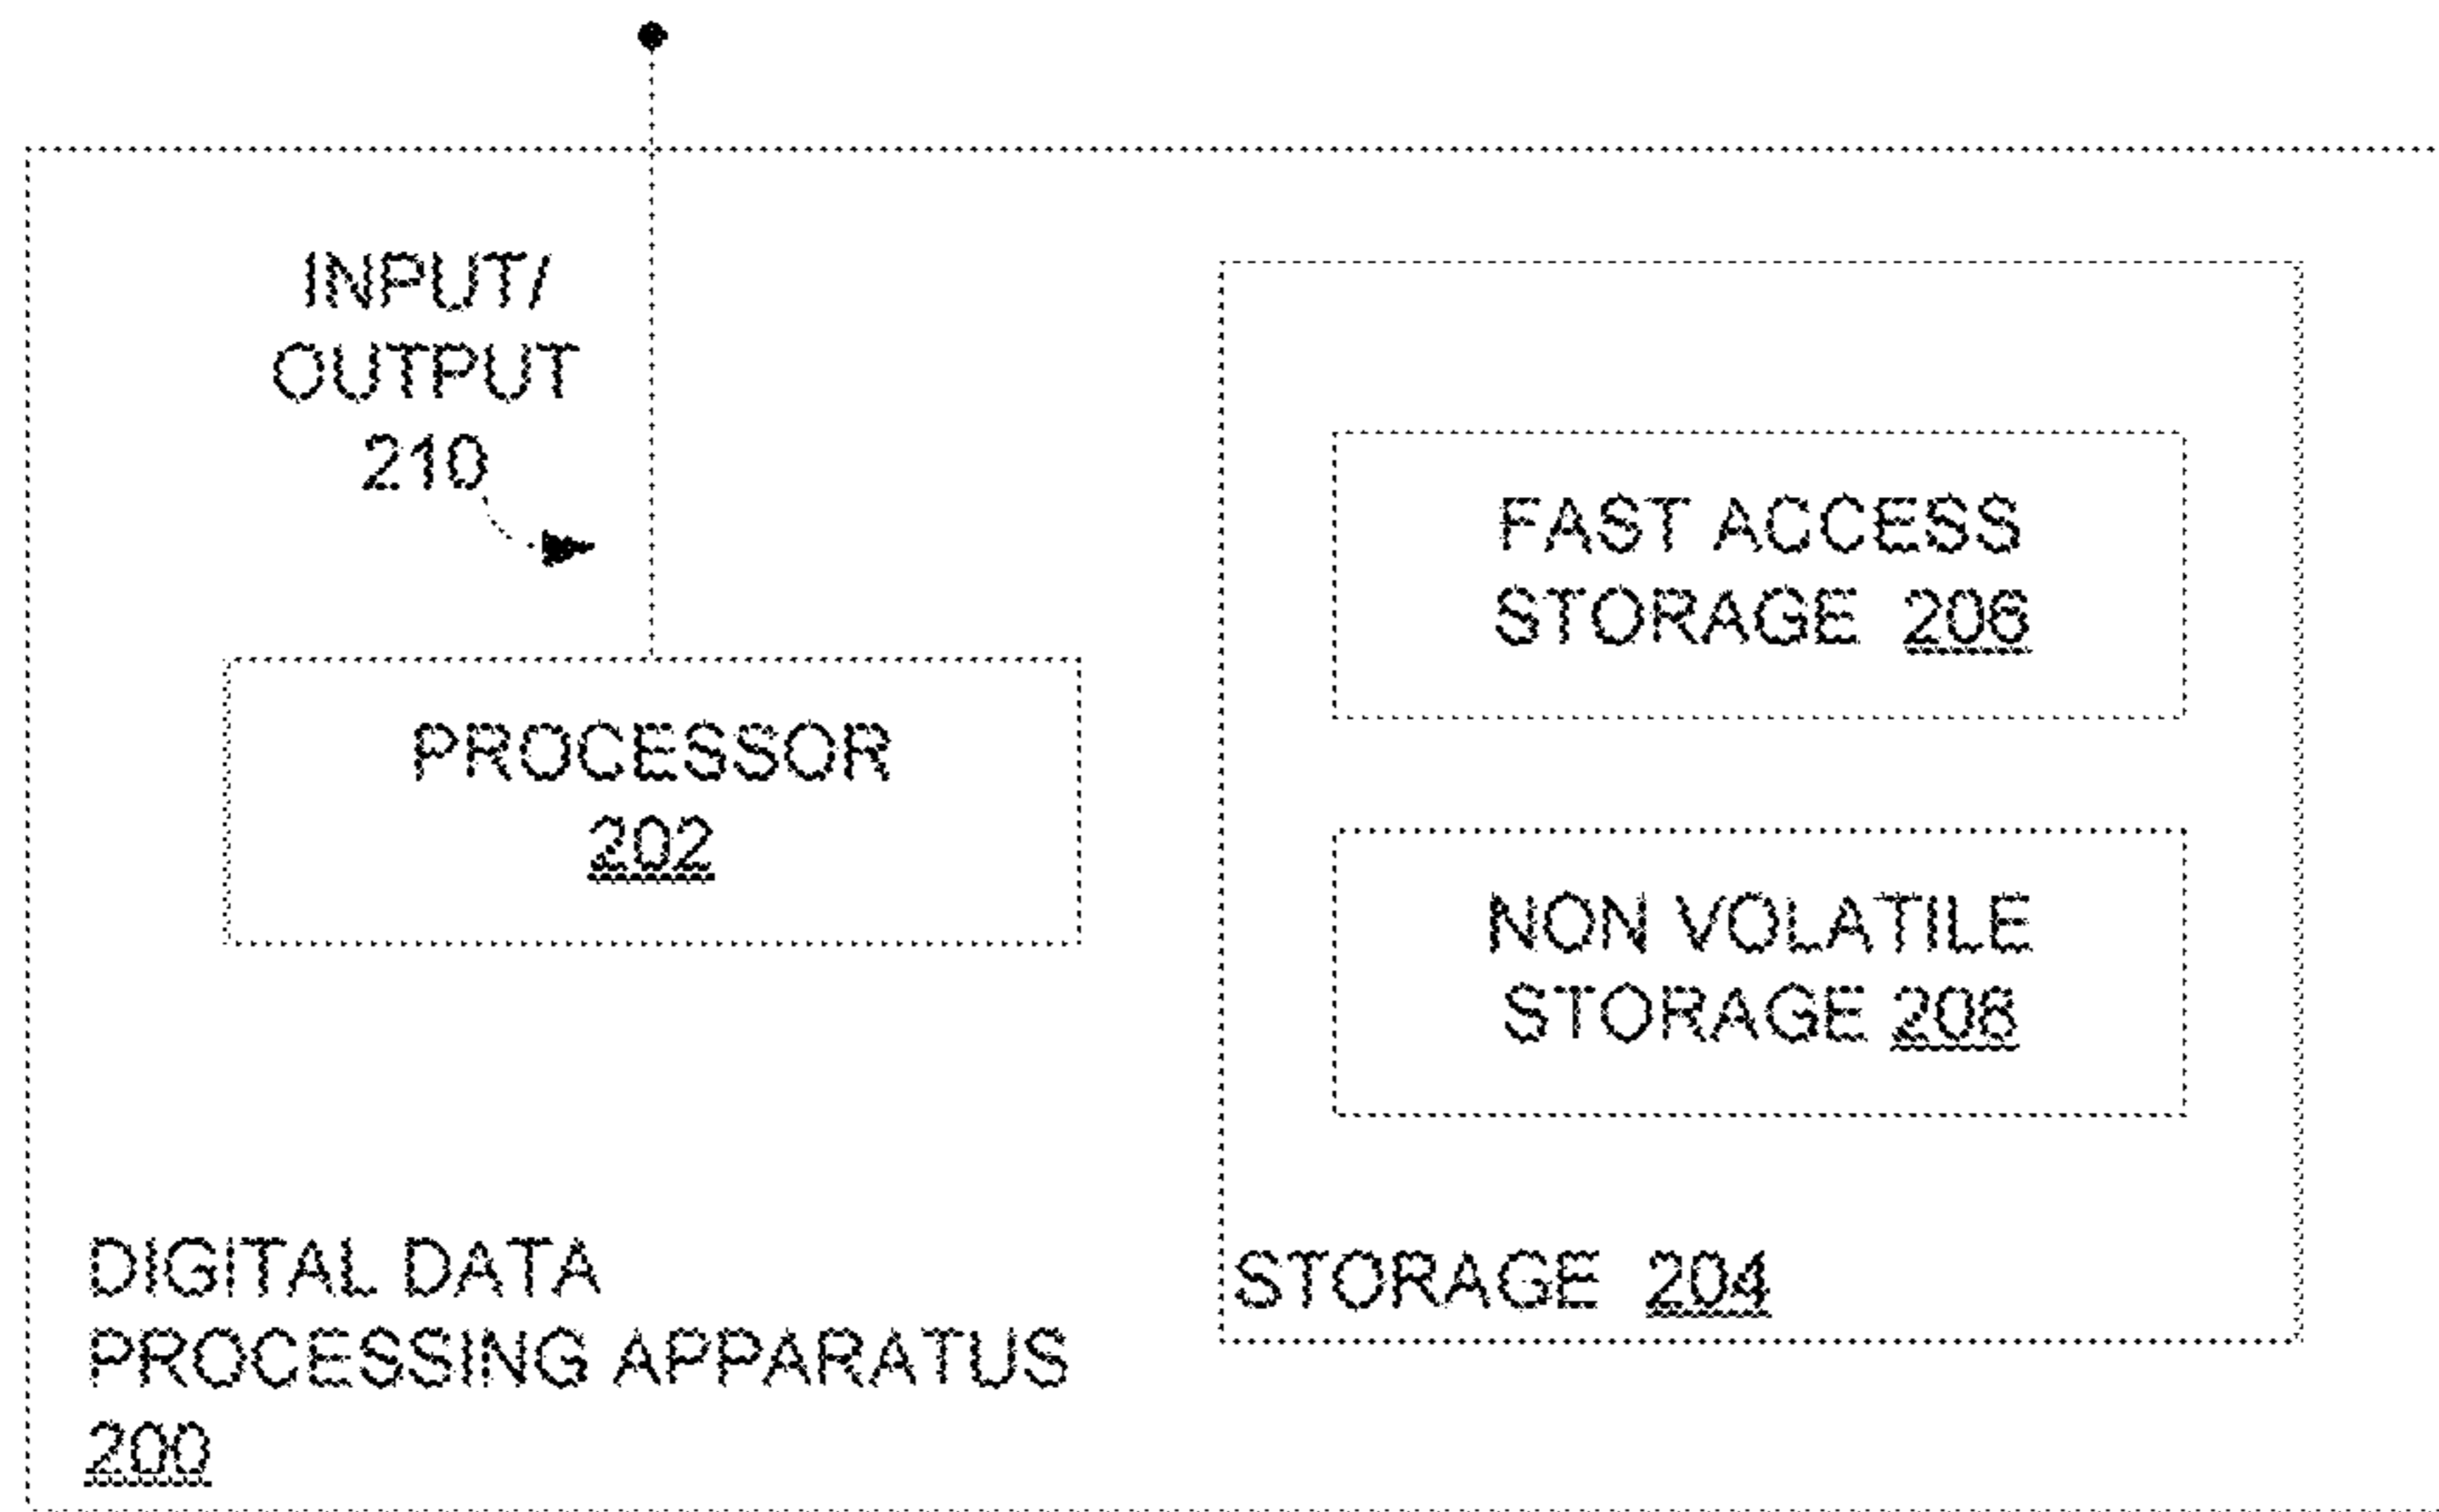 INPUT/
OUTPUT
210
FAST ACCESS
STORAGE 206
PROCESSOR
202
NON VOLATILE
STORAGE 208
DIGITAL DATA
PROCESSING APPARATUS
200
STORAGE 204